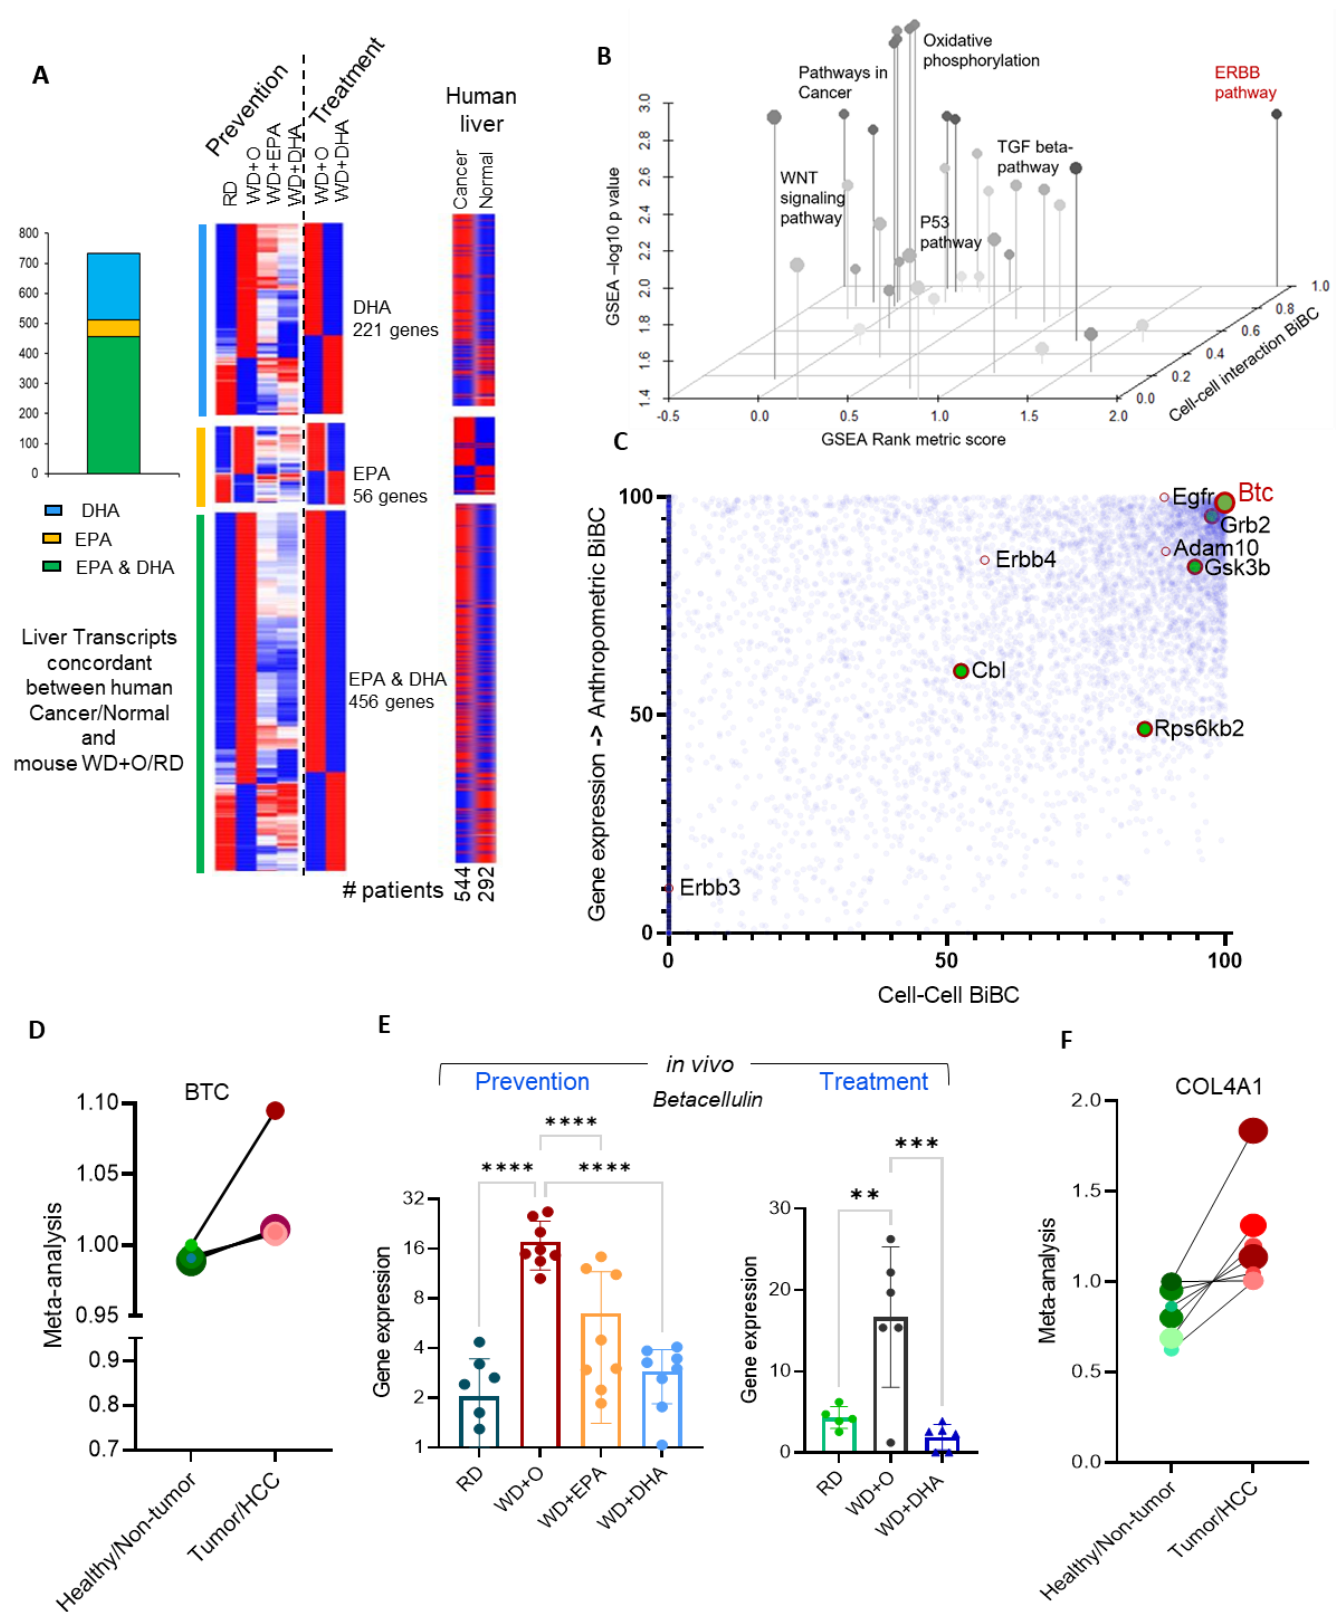 A
Prevention
Treatment
RD
WD+O
WD+EPA
WD+DHA
WD+O
WD+DHA
Human
liver
Cancer
Normal
800
700
600
500
400
300
200
100
0
DHA
221 genes
EPA
56 genes
EPA & DHA
456 genes
DHA
EPA
EPA & DHA
Liver Transcripts
concordant
between human
Cancer/Normal
and
mouse WD+O/RD
# patients
544
292
B
Oxidative
phosphorylation
Pathways in
Cancer
ERBB
pathway
TGF beta-
pathway
WNT
signaling
pathway
P53
pathway
GSEA –log10 p value
3.0
2.8
2.6
2.4
2.2
2.0
1.8
1.6
1.4
-0.5
0.0
0.5
1.0
1.5
2.0
GSEA Rank metric score
0.0
0.2
0.4
0.6
0.8
1.0
Cell-cell interaction BiBC
C
Gene expression -> Anthropometric BiBC
100
50
0
0
50
100
Cell-Cell BiBC
Egfr
Btc
Grb2
Adam10
Gsk3b
Erbb4
Cbl
Rps6kb2
Erbb3
D
BTC
Meta-analysis
1.10
1.05
1.00
0.95
0.9
0.8
0.7
Healthy/Non-tumor
Tumor/HCC
E
in vivo
Prevention
Treatment
Betacellulin
****
****
****
Gene expression
32
16
8
4
2
1
RD
WD+O
WD+EPA
WD+DHA
***
**
Gene expression
30
20
10
0
RD
WD+O
WD+DHA
F
COL4A1
Meta-analysis
2.0
1.5
1.0
0.5
0.0
Healthy/Non-tumor
Tumor/HCC